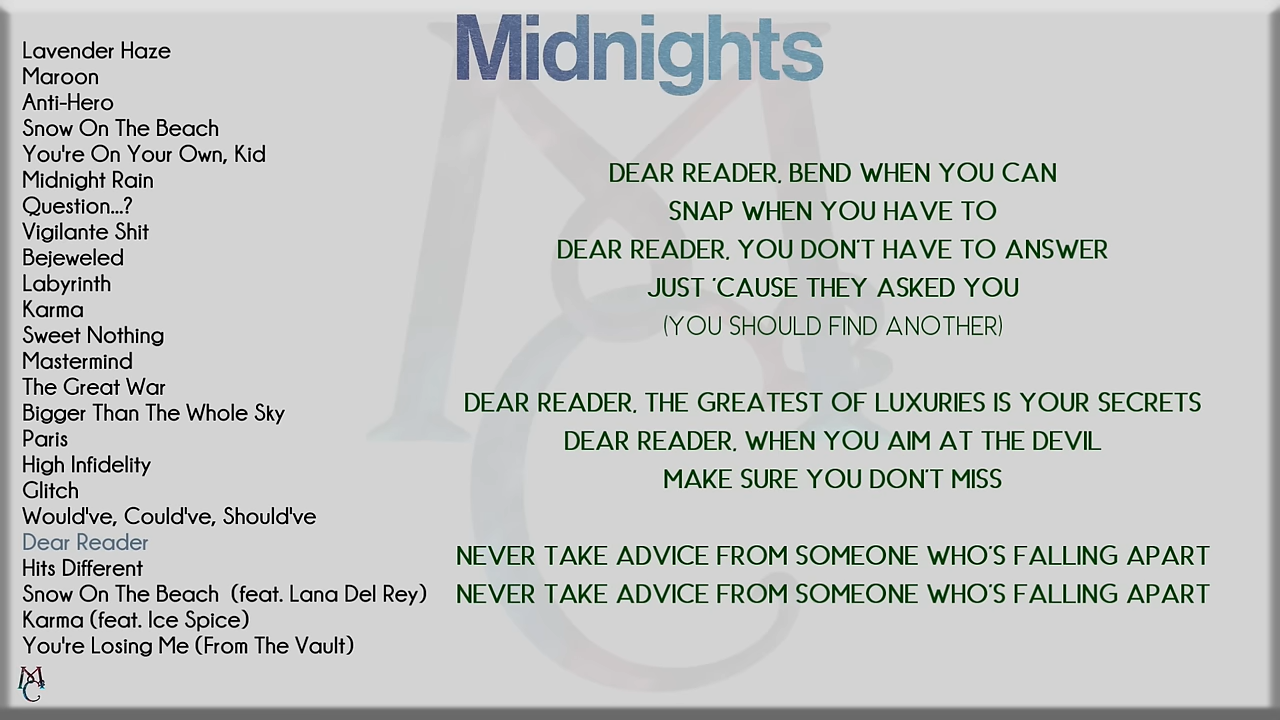 Midnights
Lavender Haze
Maroon
Anti-Hero
Snow On The Beach
You're On Your Own, Kid
Midnight Rain
Question...?
Vigilante Shit
Bejeweled
Labyrinth
Karma
Sweet Nothing
Mastermind
The Great War
Bigger Than The Whole Sky
Paris
High Infidelity
Glitch
Would've, Could've, Should've
Dear Reader
Hits Different
Snow On The Beach (feat. Lana Del Rey)
Karma (feat. Ice Spice)
You're Losing Me (From The Vault)
DEAR READER, BEND WHEN YOU CAN
SNAP WHEN YOU HAVE TO
DEAR READER, YOU DON'T HAVE TO ANSWER
JUST 'CAUSE THEY ASKED YOU
(YOU SHOULD FIND ANOTHER)
DEAR READER, THE GREATEST OF LUXURIES IS YOUR SECRETS
DEAR READER, WHEN YOU AIM AT THE DEVIL
MAKE SURE YOU DON'T MISS
NEVER TAKE ADVICE FROM SOMEONE WHO'S FALLING APART
NEVER TAKE ADVICE FROM SOMEONE WHO'S FALLING APART